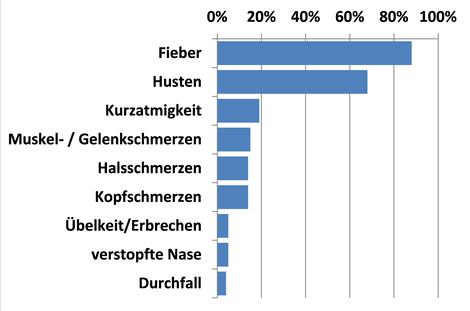 0% 20% 40% 60% 80% 100%
Fieber
Husten
Kurzatmigkeit
Muskel- / Gelenkschmerzen
Halsschmerzen
Kopfschmerzen
Übelkeit/Erbrechen
verstopfte Nase
Durchfall